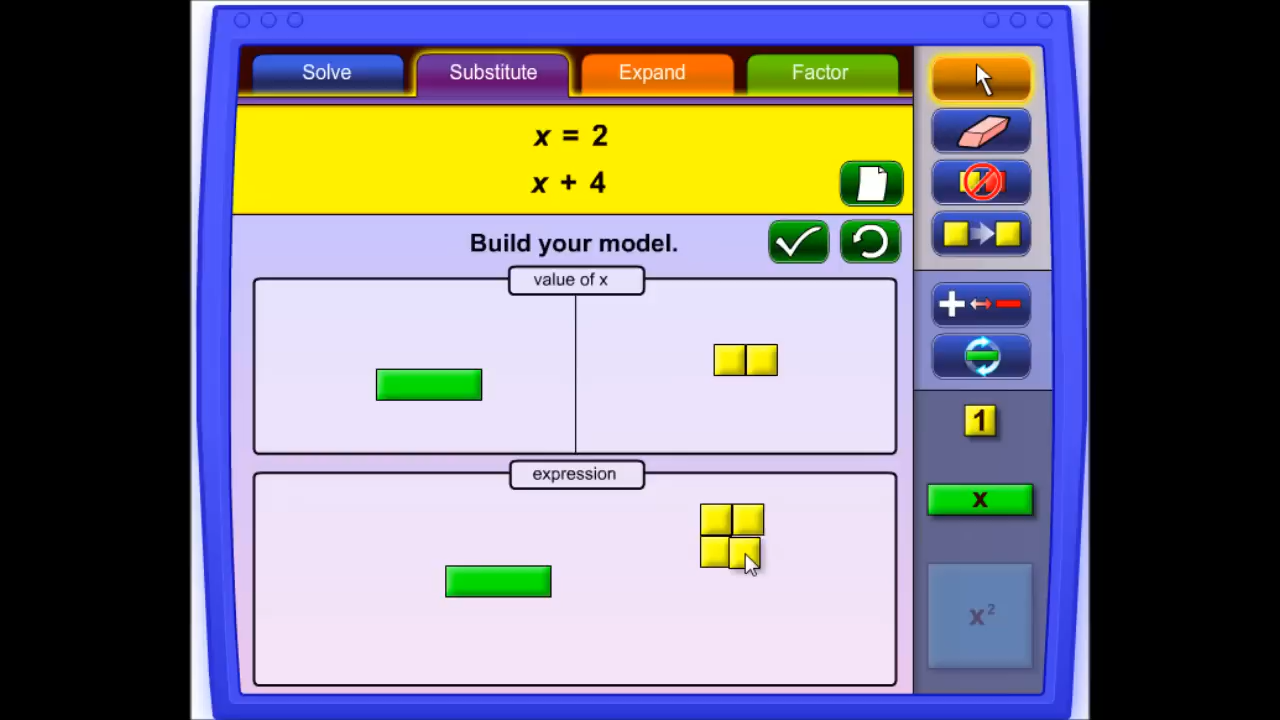 Solve
Substitute
Expand
Factor
x = 2
x + 4
Build your model.
value of x
expression
1
x
x²